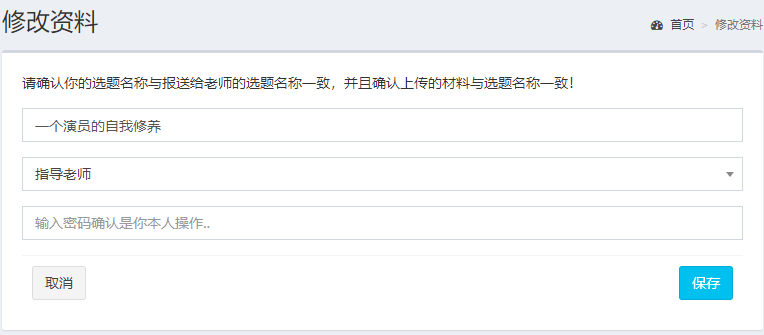 修改资料
首页 > 修改资料
请确认你的选题名称与报送给老师的选题名称一致，并且确认上传的材料与选题名称一致！
一个演员的自我修养
指导老师
输入密码确认是你本人操作..
取消
保存